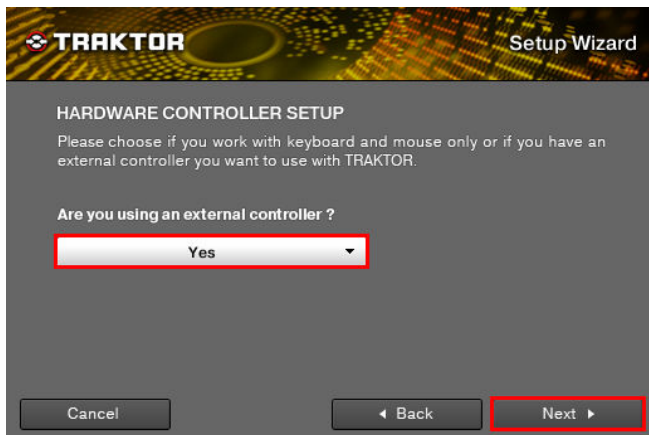 TRAKTOR
Setup Wizard
HARDWARE CONTROLLER SETUP
Please choose if you work with keyboard and mouse only or if you have an
external controller you want to use with TRAKTOR.
Are you using an external controller ?
Yes
Cancel
Back
Next